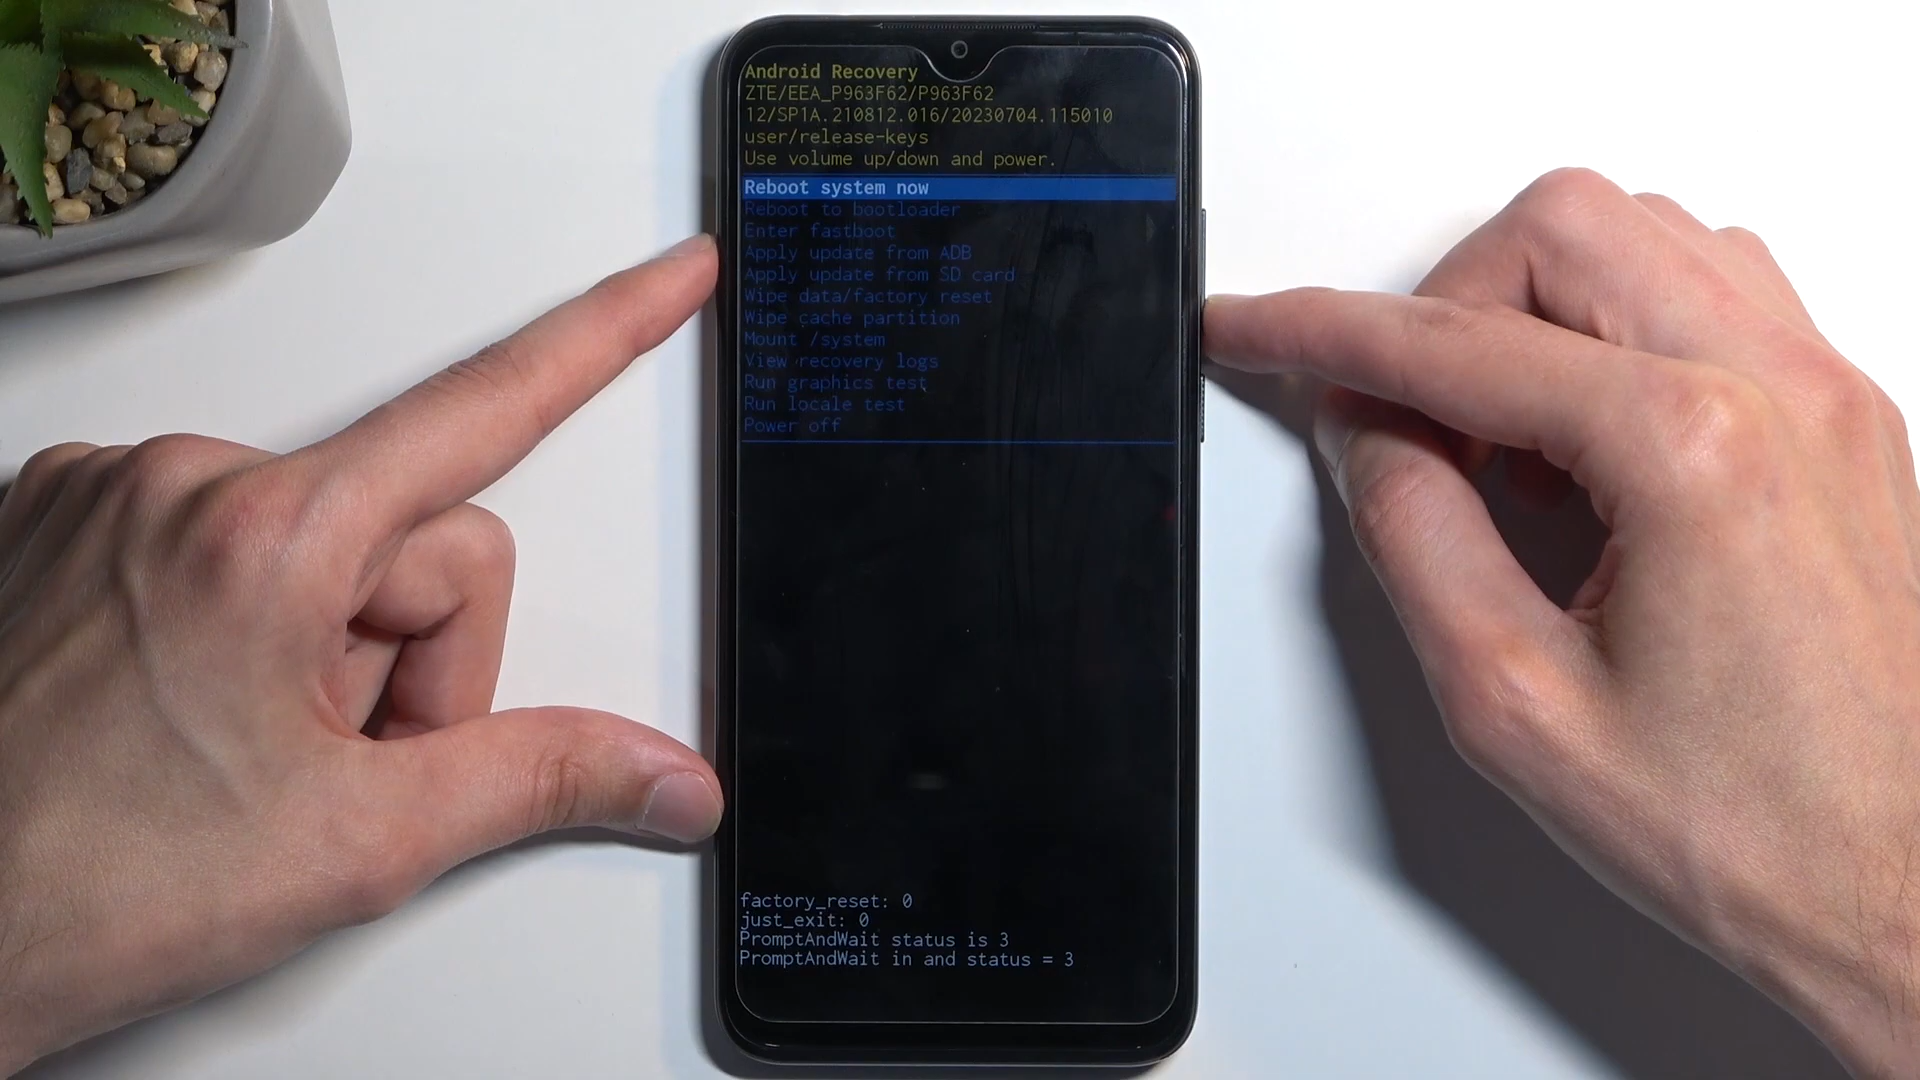 Android Recovery
ZTE/EEA_P963F62/P963F62
12/SP1A.210812.016/20230704.115010
user/release-keys
Use volume up/down and power.
Reboot system now
Reboot to bootloader
Enter fastboot
Apply update from ADB
Apply update from SD card
Wipe data/factory reset
Wipe cache partition
Mount /system
View recovery logs
Run graphics test
Run locale test
Power off
factory_reset: 0
just_exit: 0
PromptAndWait status is 3
PromptAndWait in and status = 3